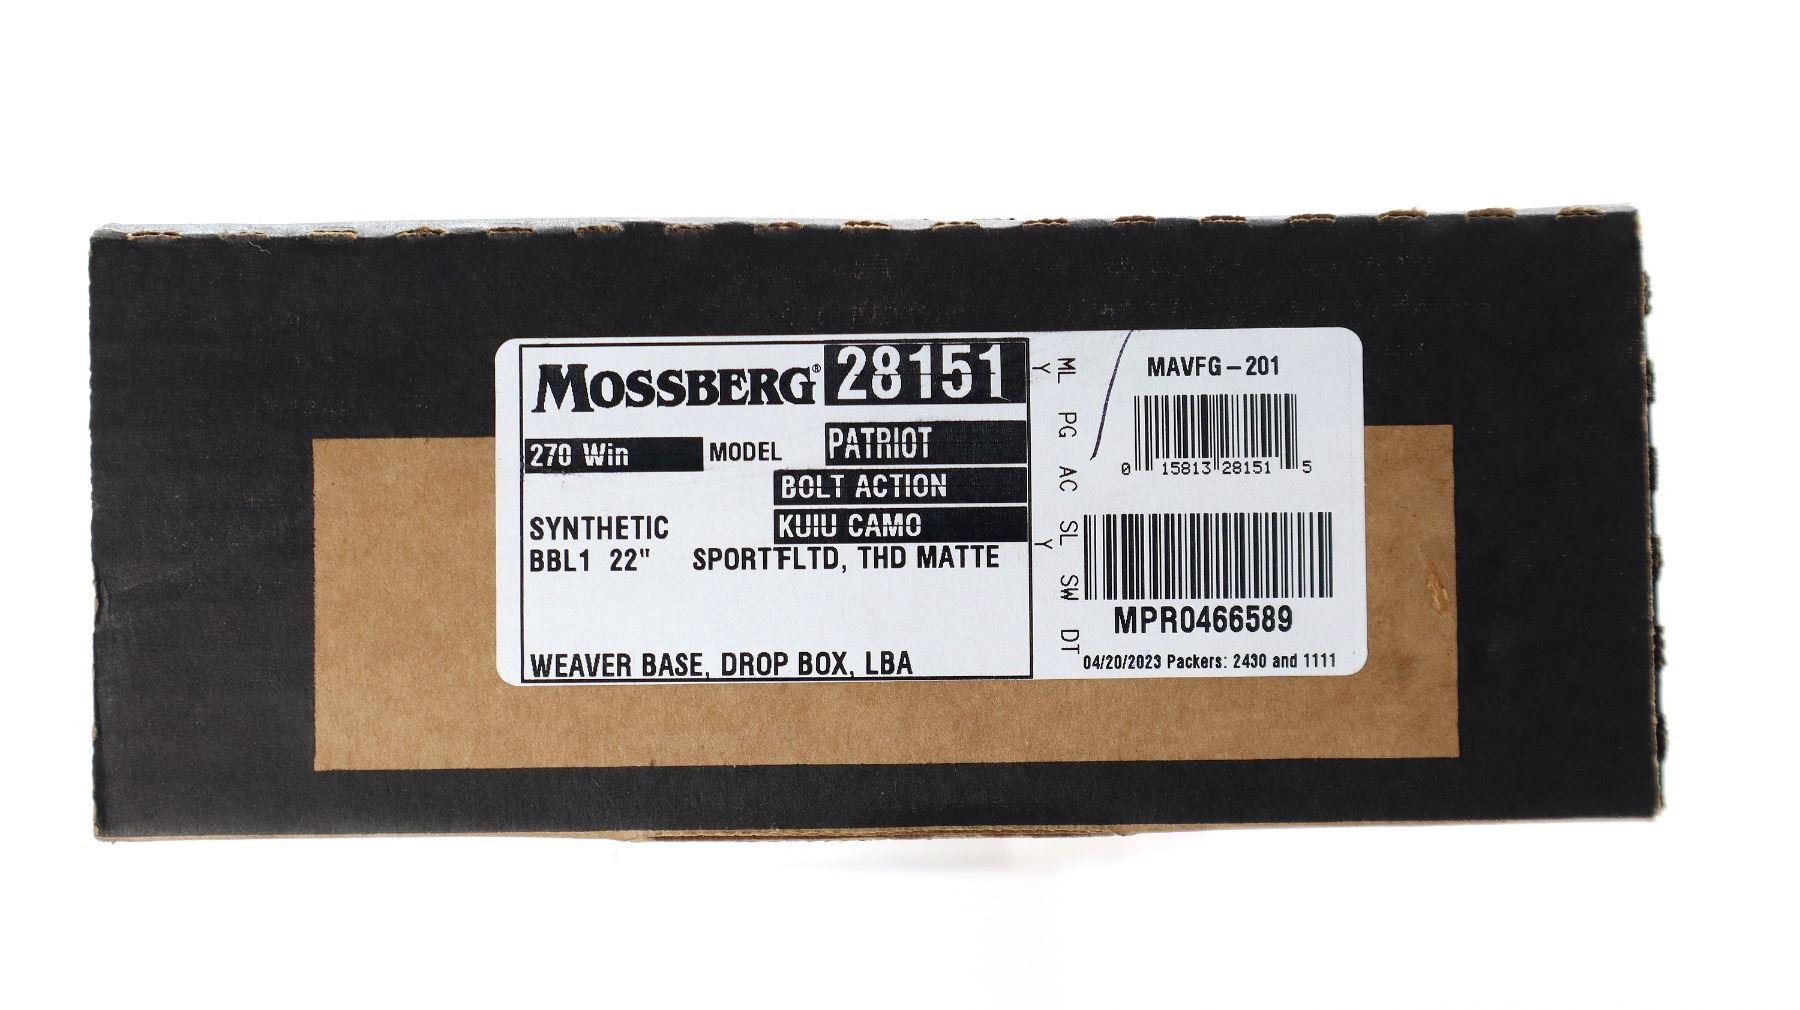 MOSSBERG® 28151
270 Win MODEL PATRIOT
BOLT ACTION
SYNTHETIC KUIU CAMO
BBL1 22" SPORTFLTD, THD MATTE
WEAVER BASE, DROP BOX, LBA
ML PG AC SL SW DT
Y Y
MAVFG-201
0 15813 28151 5
MPR0466589
04/20/2023 Packers: 2430 and 1111